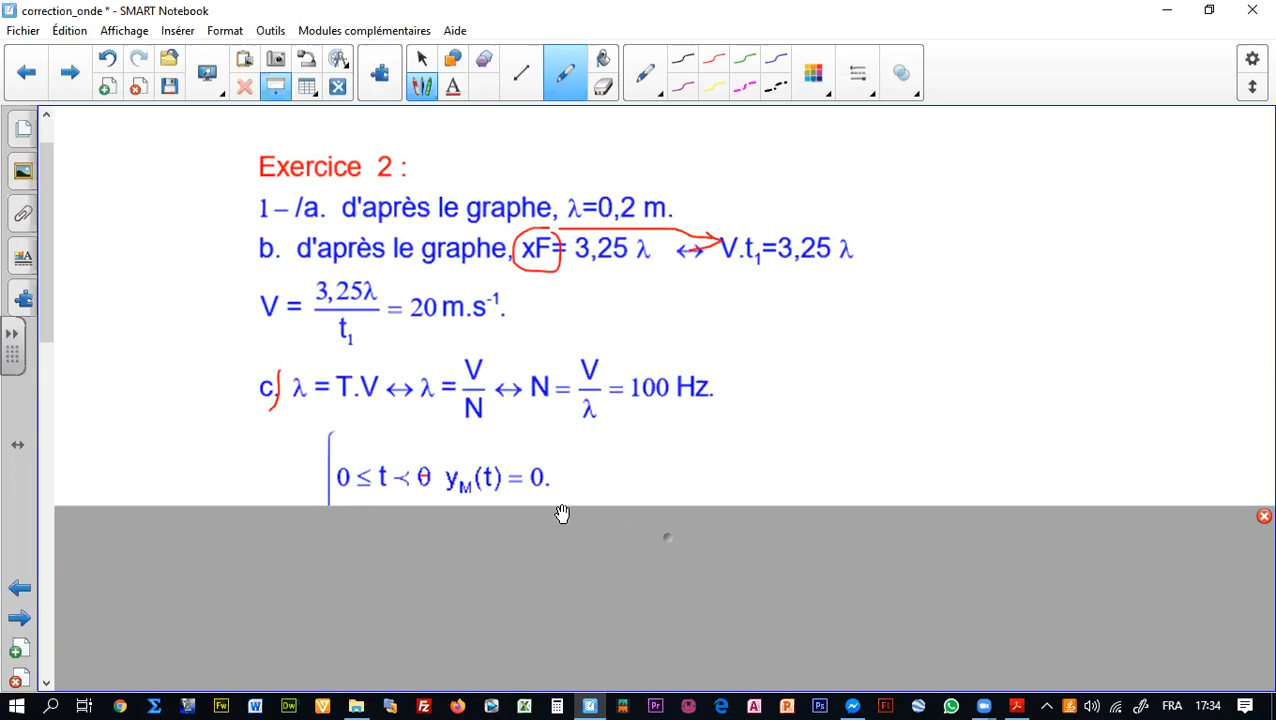 correction_onde * - SMART Notebook
Fichier Édition Affichage Insérer Format Outils Modules complémentaires Aide
Exercice 2 :
1 – /a. d'après le graphe, λ=0,2 m.
b. d'après le graphe, xF= 3,25 λ ↔ V.t₁=3,25 λ
V = 3,25λ / t₁ = 20 m.s⁻¹.
c) λ = T.V ↔ λ = V/N ↔ N = V/λ = 100 Hz.
0 ≤ t ≺ θ y_M(t) = 0.
FRA 17:34